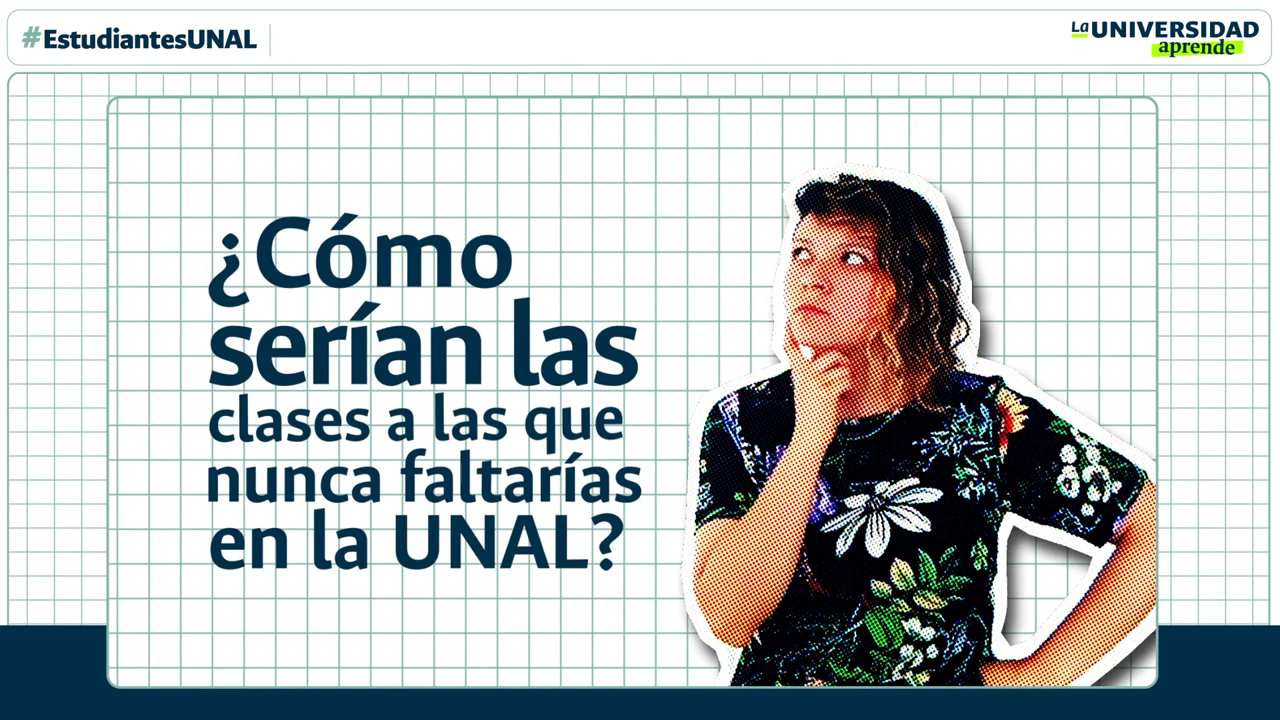 #EstudiantesUNAL
La UNIVERSIDAD
aprende
¿Cómo
serían las
clases a las que
nunca faltarías
en la UNAL?